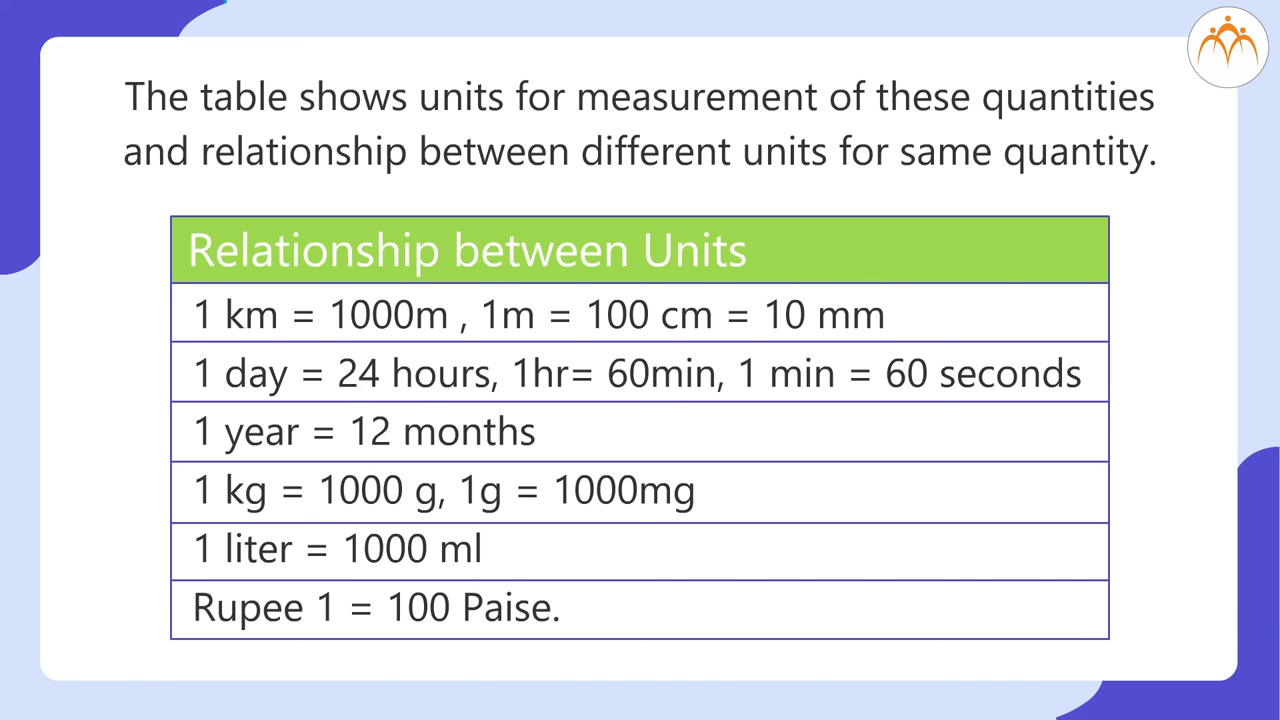 The table shows units for measurement of these quantities
and relationship between different units for same quantity.
Relationship between Units
1 km = 1000m , 1m = 100 cm = 10 mm
1 day = 24 hours, 1hr= 60min, 1 min = 60 seconds
1 year = 12 months
1 kg = 1000 g, 1g = 1000mg
1 liter = 1000 ml
Rupee 1 = 100 Paise.